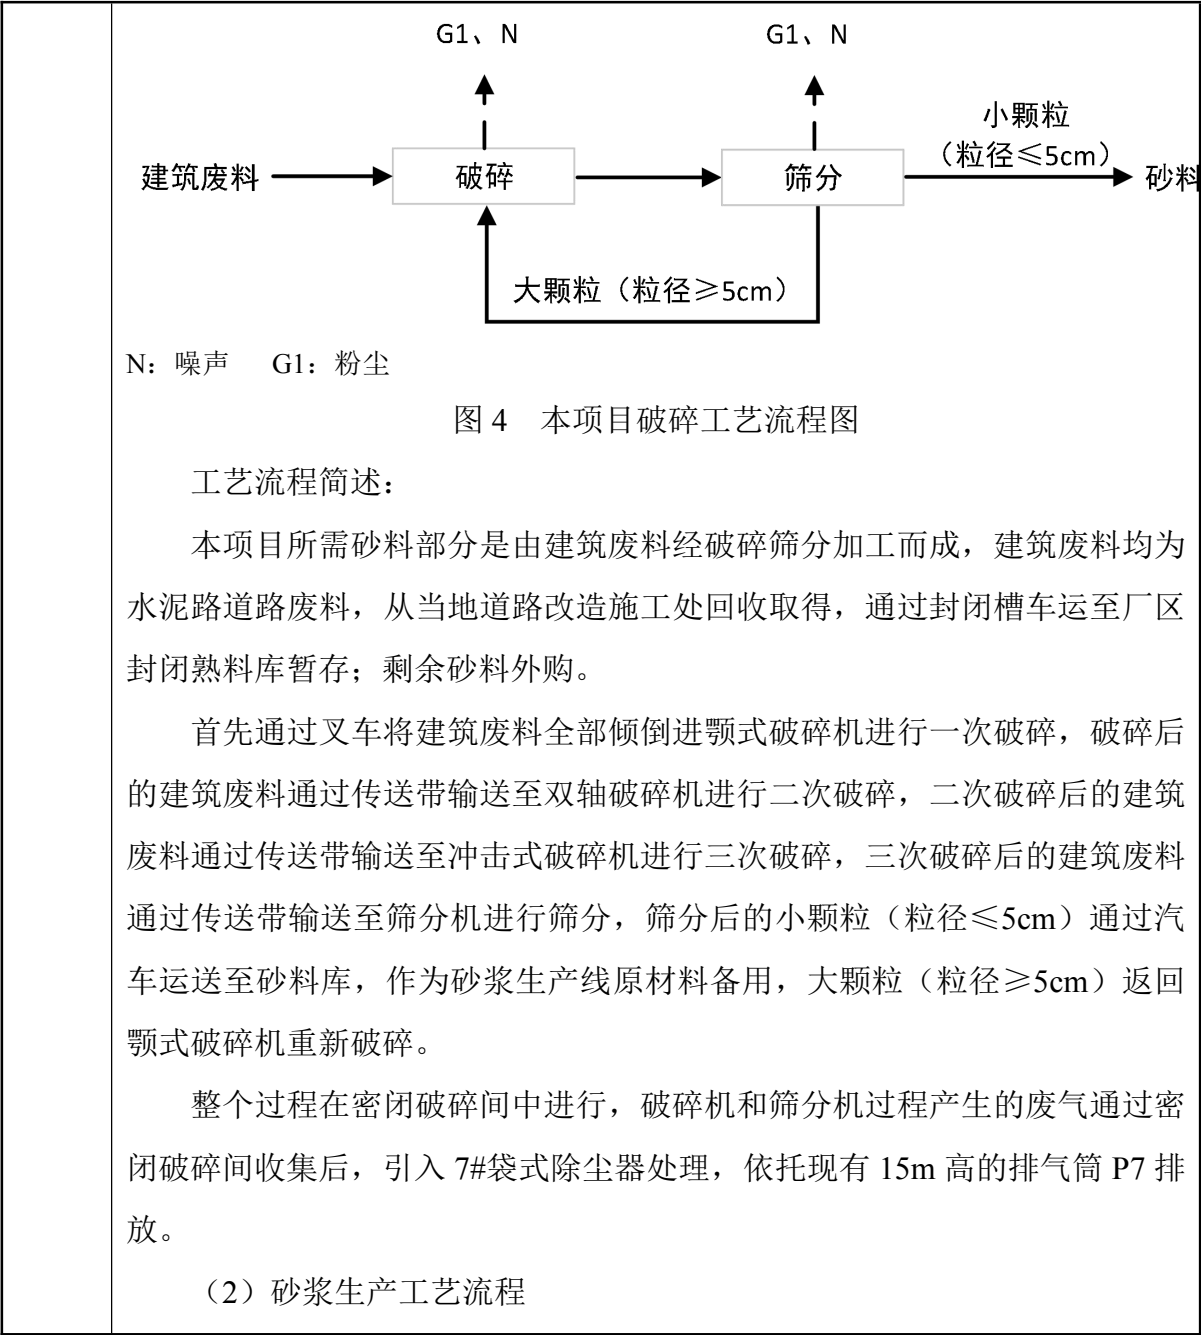 G1、N
G1、N
小颗粒
（粒径≤5cm）
建筑废料
破碎
筛分
砂料
大颗粒（粒径≥5cm）
N：噪声 G1：粉尘
图 4 本项目破碎工艺流程图
工艺流程简述：
本项目所需砂料部分是由建筑废料经破碎筛分加工而成，建筑废料均为
水泥路道路废料，从当地道路改造施工处回收取得，通过封闭槽车运至厂区
封闭熟料库暂存；剩余砂料外购。
首先通过叉车将建筑废料全部倾倒进颚式破碎机进行一次破碎，破碎后
的建筑废料通过传送带输送至双轴破碎机进行二次破碎，二次破碎后的建筑
废料通过传送带输送至冲击式破碎机进行三次破碎，三次破碎后的建筑废料
通过传送带输送至筛分机进行筛分，筛分后的小颗粒（粒径≤5cm）通过汽
车运送至砂料库，作为砂浆生产线原材料备用，大颗粒（粒径≥5cm）返回
颚式破碎机重新破碎。
整个过程在密闭破碎间中进行，破碎机和筛分机过程产生的废气通过密
闭破碎间收集后，引入 7#袋式除尘器处理，依托现有 15m 高的排气筒 P7 排
放。
（2）砂浆生产工艺流程